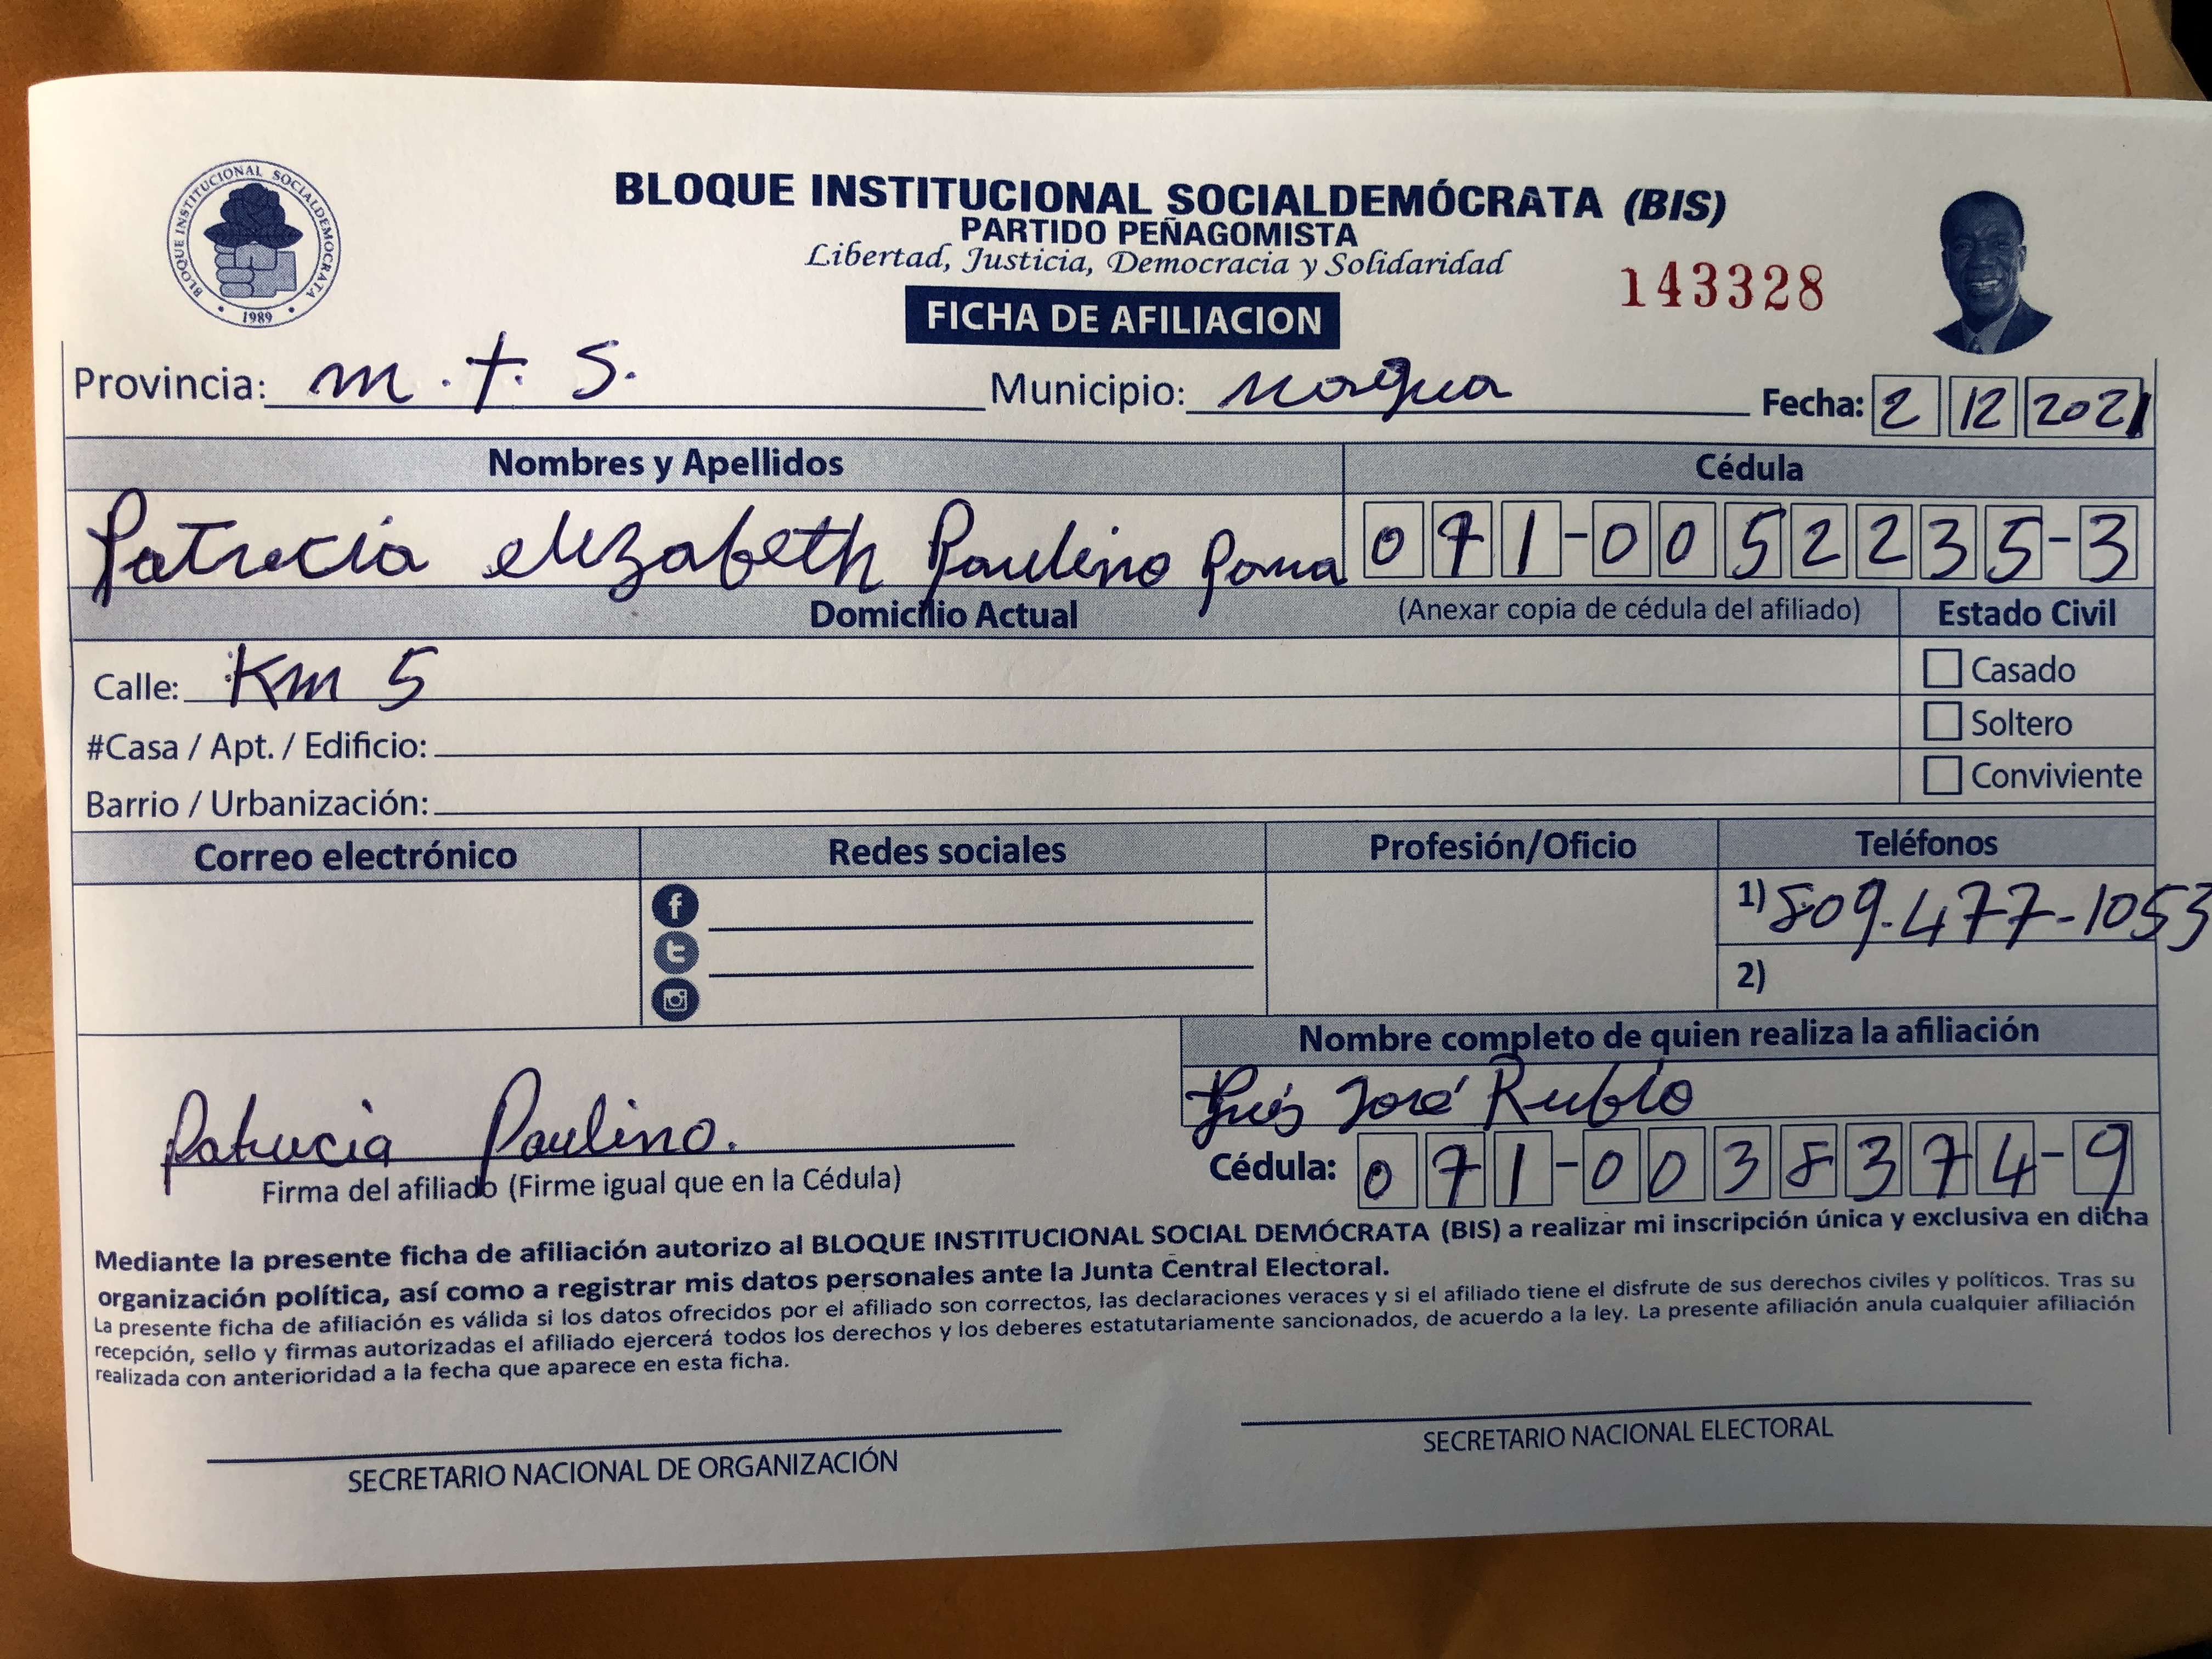 BLOQUE INSTITUCIONAL SOCIALDEMOCRATA
1989
BLOQUE INSTITUCIONAL SOCIALDEMÓCRATA (BIS)
PARTIDO PEÑAGOMISTA
Libertad, Justicia, Democracia y Solidaridad
143328
FICHA DE AFILIACION
Provincia: m.t.s. Municipio: nagua Fecha: 2 12 2021
Nombres y Apellidos Cédula
Patrecia elizabeth Paulino 071-0052235-3
Domicilio Actual (Anexar copia de cédula del afiliado) Estado Civil
Calle: Km 5 Casado
#Casa / Apt. / Edificio: Soltero
Barrio / Urbanización: Conviviente
Correo electrónico Redes sociales Profesión/Oficio Teléfonos
1) 809-477-1053
2)
Nombre completo de quien realiza la afiliación
José Rublo
Patrucia Paulino.
Cédula: 071-0038374-9
Firma del afiliado (Firme igual que en la Cédula)
Mediante la presente ficha de afiliación autorizo al BLOQUE INSTITUCIONAL SOCIAL DEMÓCRATA (BIS) a realizar mi inscripción única y exclusiva en dicha
organización política, así como a registrar mis datos personales ante la Junta Central Electoral.
La presente ficha de afiliación es válida si los datos ofrecidos por el afiliado son correctos, las declaraciones veraces y si el afiliado tiene el disfrute de sus derechos civiles y políticos. Tras su
recepción, sello y firmas autorizadas el afiliado ejercerá todos los derechos y los deberes estatutariamente sancionados, de acuerdo a la ley. La presente afiliación anula cualquier afiliación
realizada con anterioridad a la fecha que aparece en esta ficha.
SECRETARIO NACIONAL DE ORGANIZACIÓN SECRETARIO NACIONAL ELECTORAL